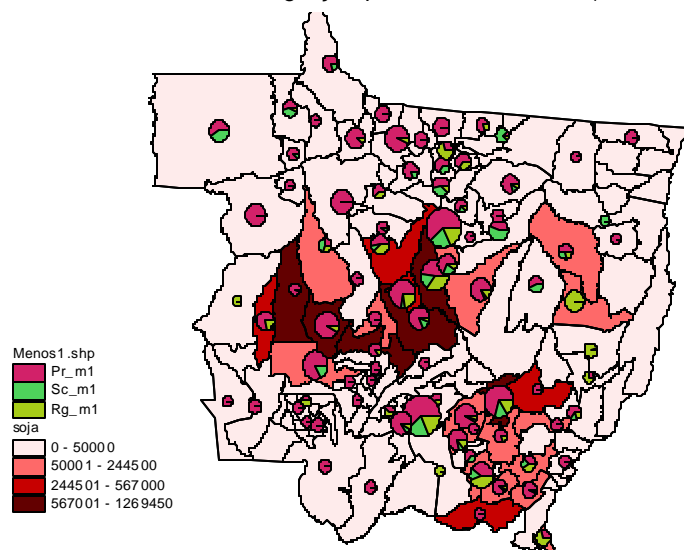 Menos1.shp
Pr_m1
Sc_m1
Rg_m1
soja
0 - 50000
50001 - 244500
244501 - 567000
567001 - 1269450